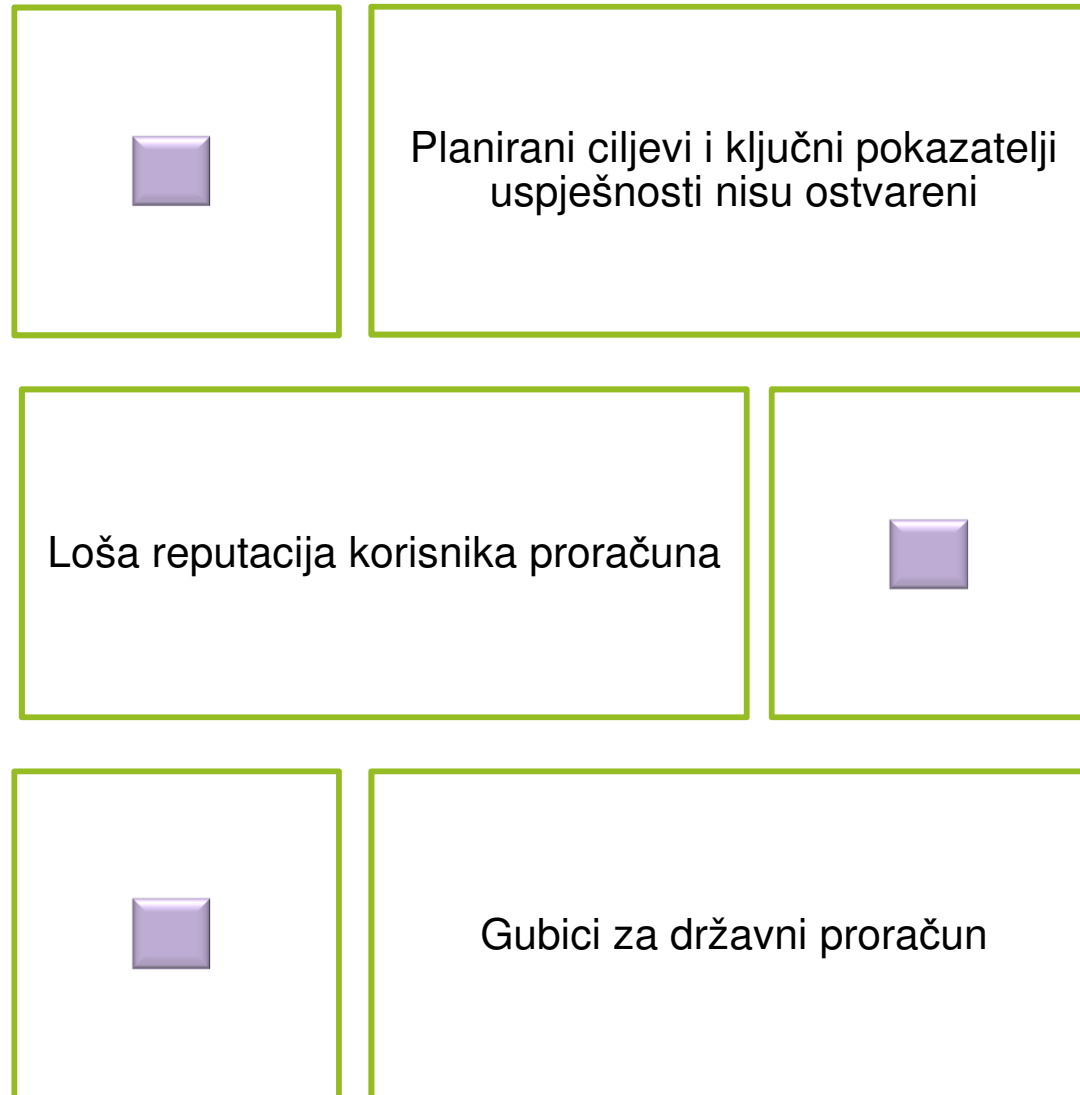 Planirani ciljevi i ključni pokazatelji
uspješnosti nisu ostvareni
Loša reputacija korisnika proračuna
Gubici za državni proračun